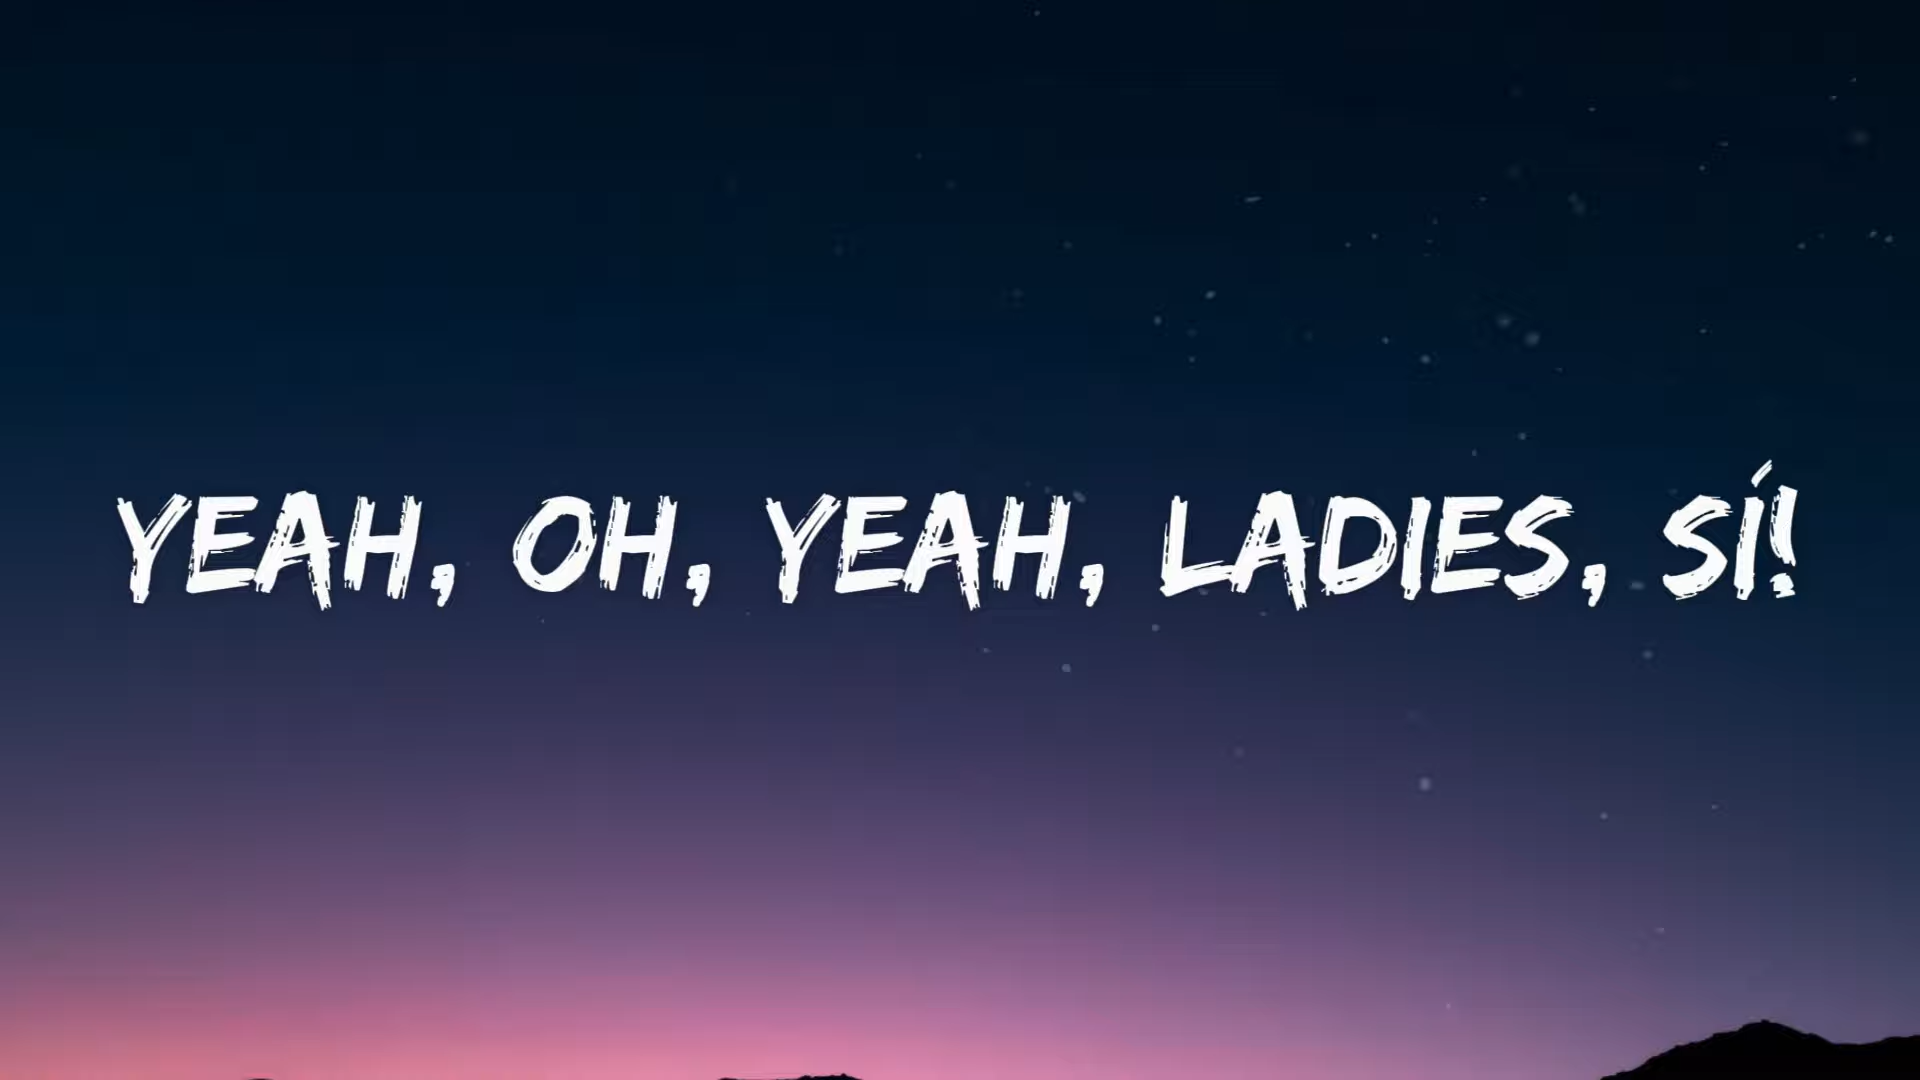 YEAH, OH, YEAH, LADIES, SÍ!